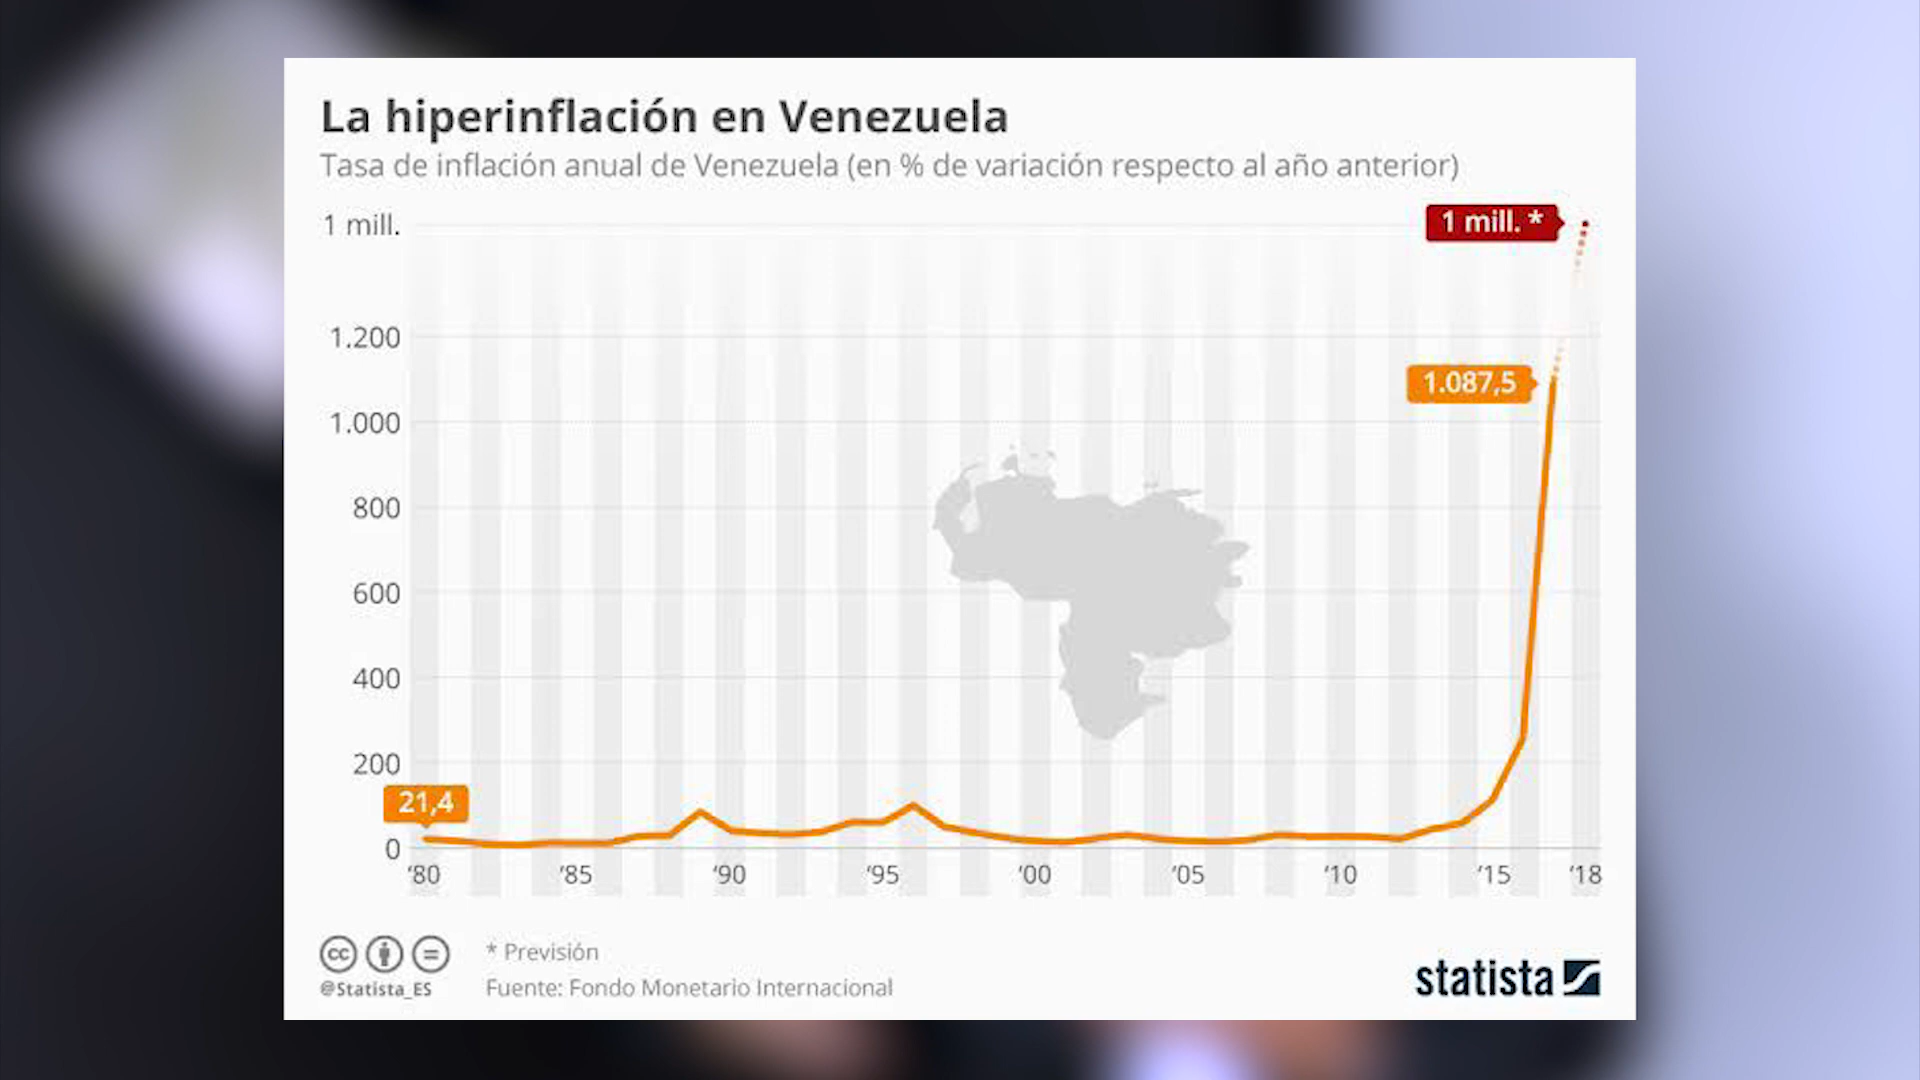 La hiperinflación en Venezuela
Tasa de inflación anual de Venezuela (en % de variación respecto al año anterior)
1 mill.
1 mill. *
1.200
1.087,5
1.000
800
600
400
200
21,4
0
‘80 ‘85 ‘90 ‘95 ‘00 ‘05 ‘10 ‘15 ‘18
cc
* Previsión
@Statista_ES
Fuente: Fondo Monetario Internacional
statista